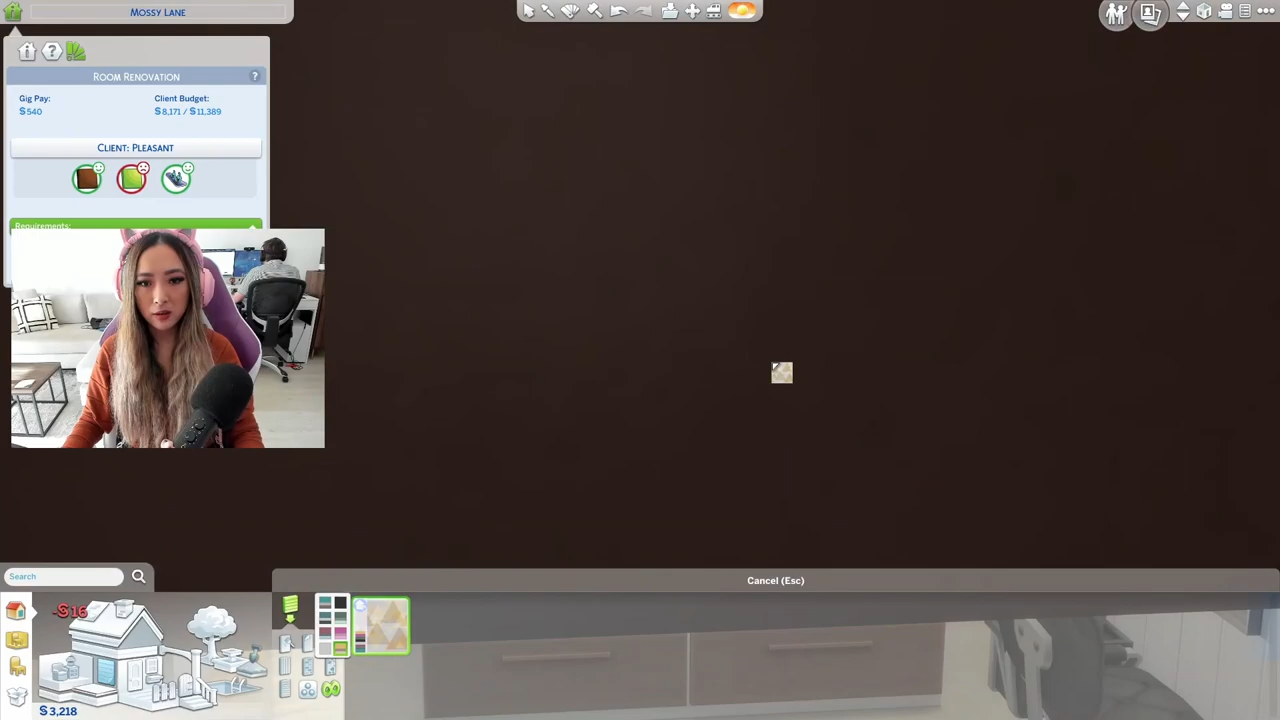 MOSSY LANE
ROOM RENOVATION
?
?
Gig Pay:
Client Budget:
$540
$8,171 / $11,389
CLIENT: PLEASANT
Requirements:
Search
Cancel (Esc)
-$16
$3,218